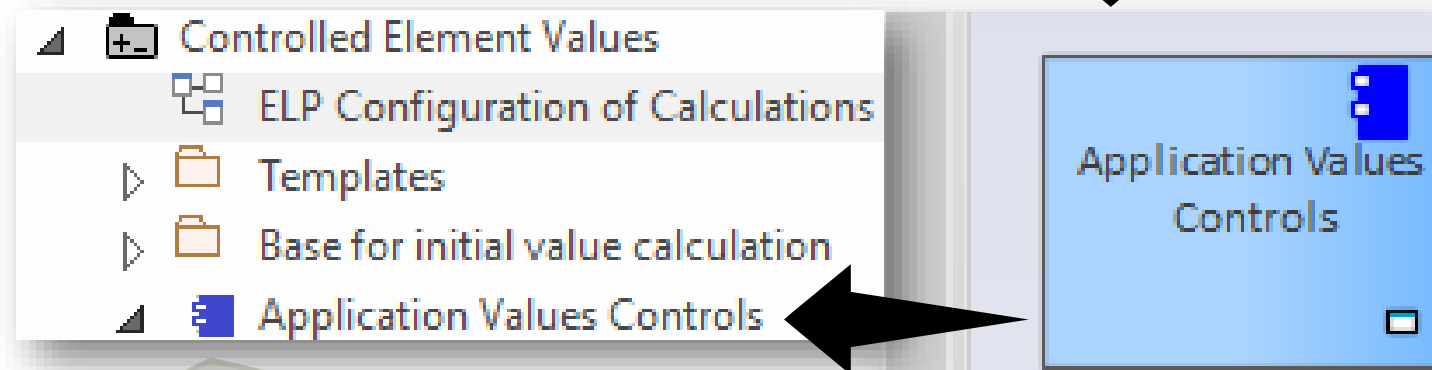 Controlled Element Values
ELP Configuration of Calculations
Templates
Base for initial value calculation
Application Values Controls
Application Values
Controls